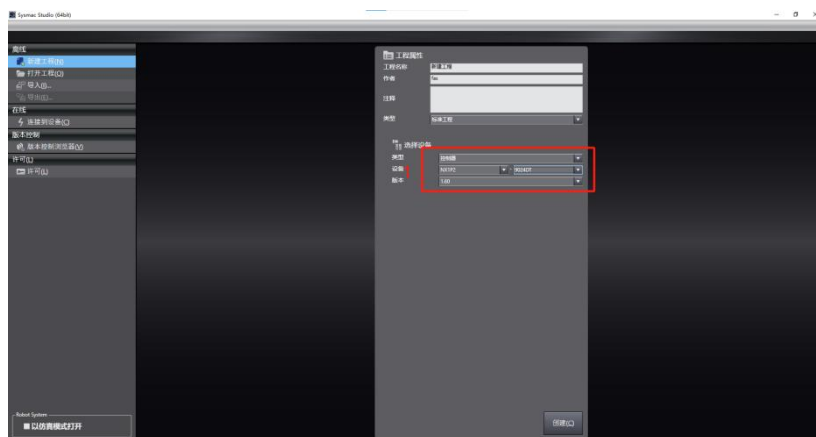 Sysmac Studio (64bit)
离线
新建工程(N)
打开工程(O)
导入(I)...
导出(E)...
在线
连接到设备(C)
版本控制
版本控制浏览器(V)
许可(L)
许可(L)
Robot System
以仿真模式打开
工程属性
工程名称 新建工程
作者
注释
类型 标准工程
选择设备
类型 控制器
设备 NX1P2 - 9024DT
版本
创建(C)